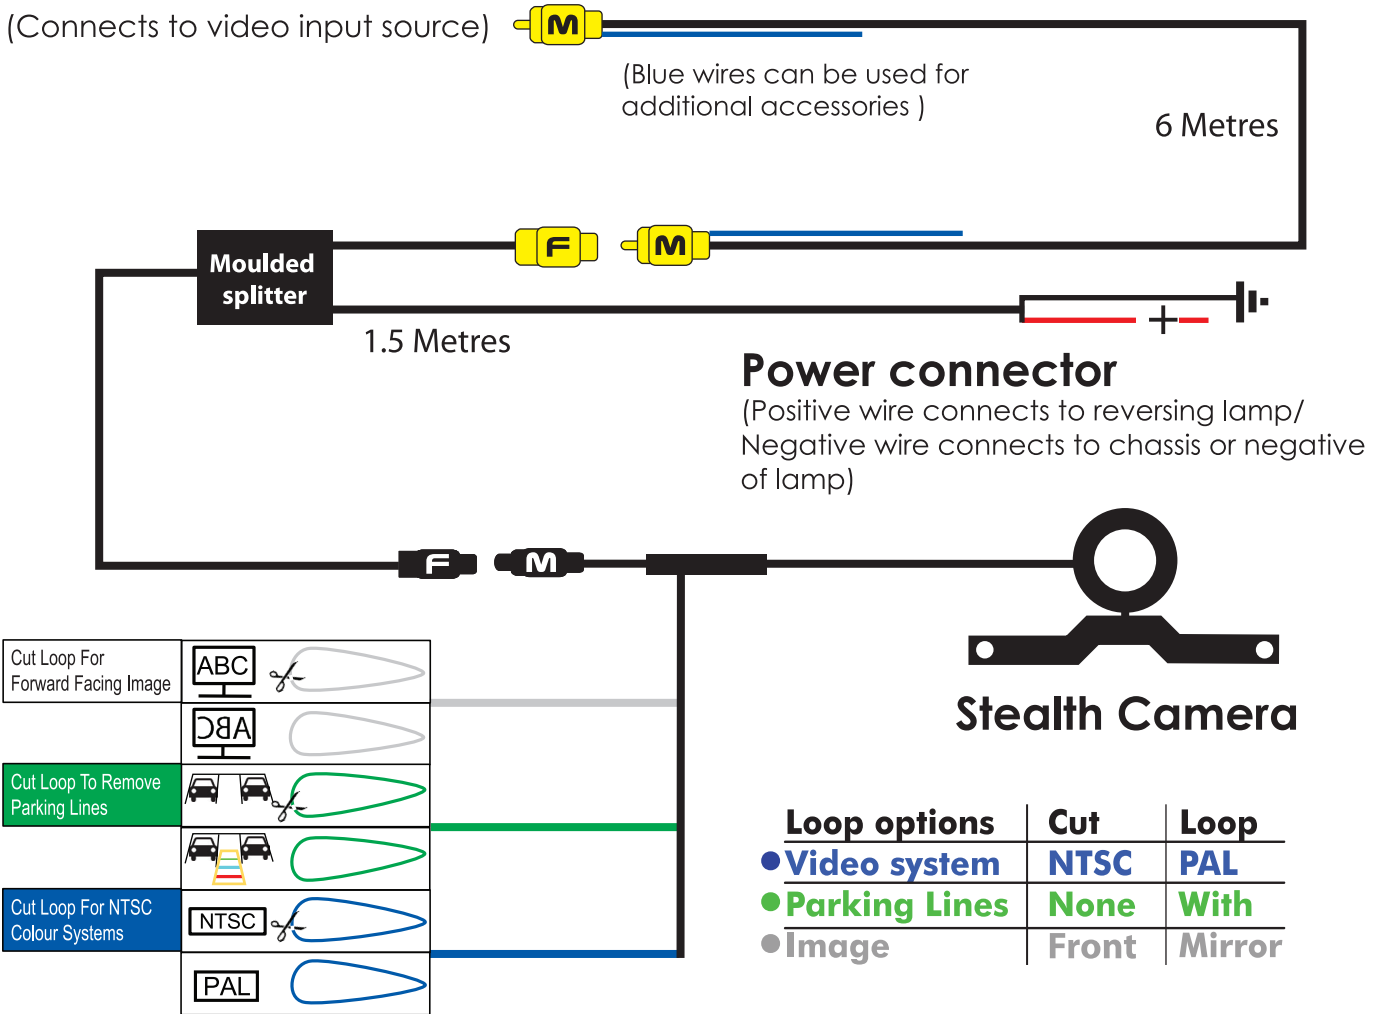 (Connects to video input source)
M
(Blue wires can be used for
additional accessories )
6 Metres
F
M
Moulded
splitter
1.5 Metres
Power connector
(Positive wire connects to reversing lamp/
Negative wire connects to chassis or negative
of lamp)
F
M
Stealth Camera
Cut Loop For
Forward Facing Image
ABC
ABC
Cut Loop To Remove
Parking Lines
Cut Loop For NTSC
Colour Systems
NTSC
PAL
Loop options Cut Loop
Video system NTSC PAL
Parking Lines None With
Image Front Mirror